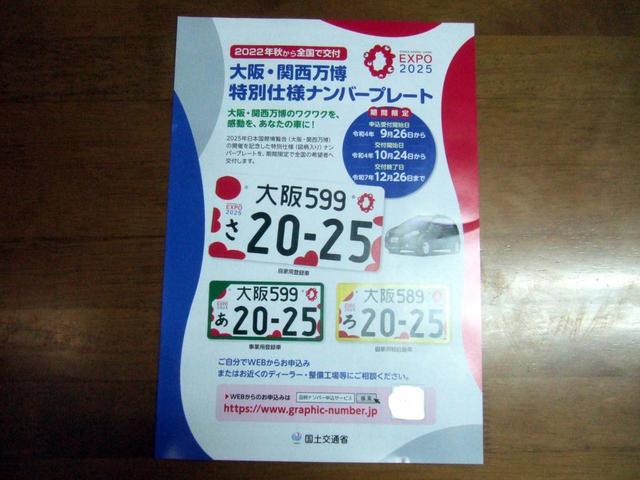 2022年秋から全国で交付
EXPO
2025
大阪・関西万博
特別仕様ナンバープレート
大阪・関西万博のワクワクを、
感動を、あなたの車に！
2025年日本国際博覧会(大阪・関西万博)
の開催を記念した特別仕様(図柄入り)ナン
バープレートを、期間限定で全国の希望者へ
交付します。
期間限定
申込受付開始日
令和4年 9月26日から
交付開始日
令和4年 10月24日から
交付終了日
令和7年 12月26日まで
EXPO
2025
大阪 599
さ 20-25
自家用登録車
大阪 599
あ 20-25
事業用登録車
大阪 589
ろ 20-25
自家用軽自動車
ご自分でWEBからお申込み
またはお近くのディーラー・整備工場等にご相談ください。
WEBからのお申込みは
図柄ナンバー申込サービス
検索
https://www.graphic-number.jp
国土交通省